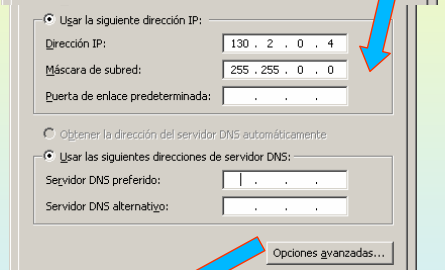 Usar la siguiente dirección IP:
Dirección IP: 130 . 2 . 0 . 4
Máscara de subred: 255 . 255 . 0 . 0
Puerta de enlace predeterminada: . . .
Obtener la dirección del servidor DNS automáticamente
Usar las siguientes direcciones de servidor DNS:
Servidor DNS preferido: . . .
Servidor DNS alternativo: . . .
Opciones avanzadas...